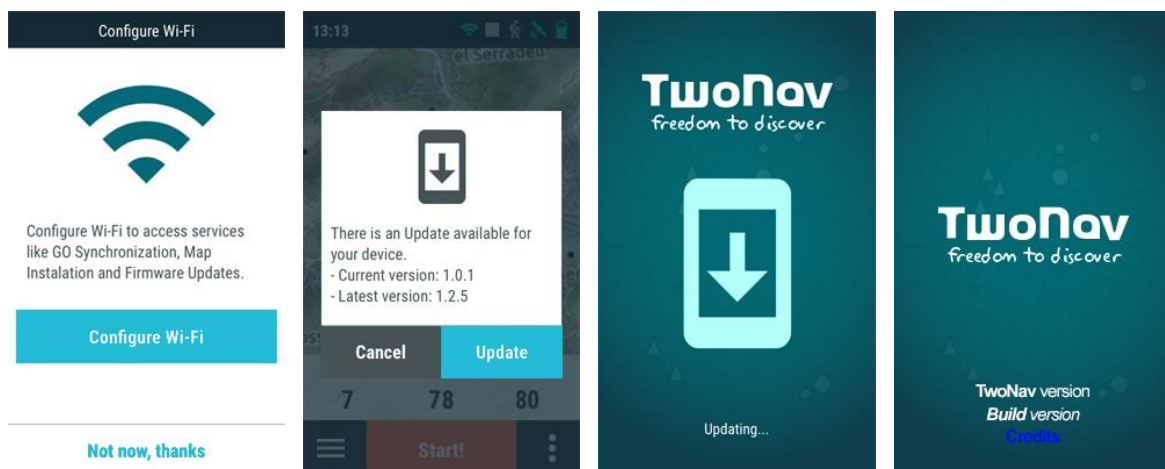 Configure Wi-Fi
Configure Wi-Fi to access services
like GO Synchronization, Map
Instalation and Firmware Updates.
Configure Wi-Fi
Not now, thanks
13:13
el Serradell
There is an Update available for
your device.
- Current version: 1.0.1
- Latest version: 1.2.5
Cancel
Update
7 78 80
Start!
TwoNav
freedom to discover
Updating...
TwoNav
freedom to discover
TwoNav version
Build version
Credits